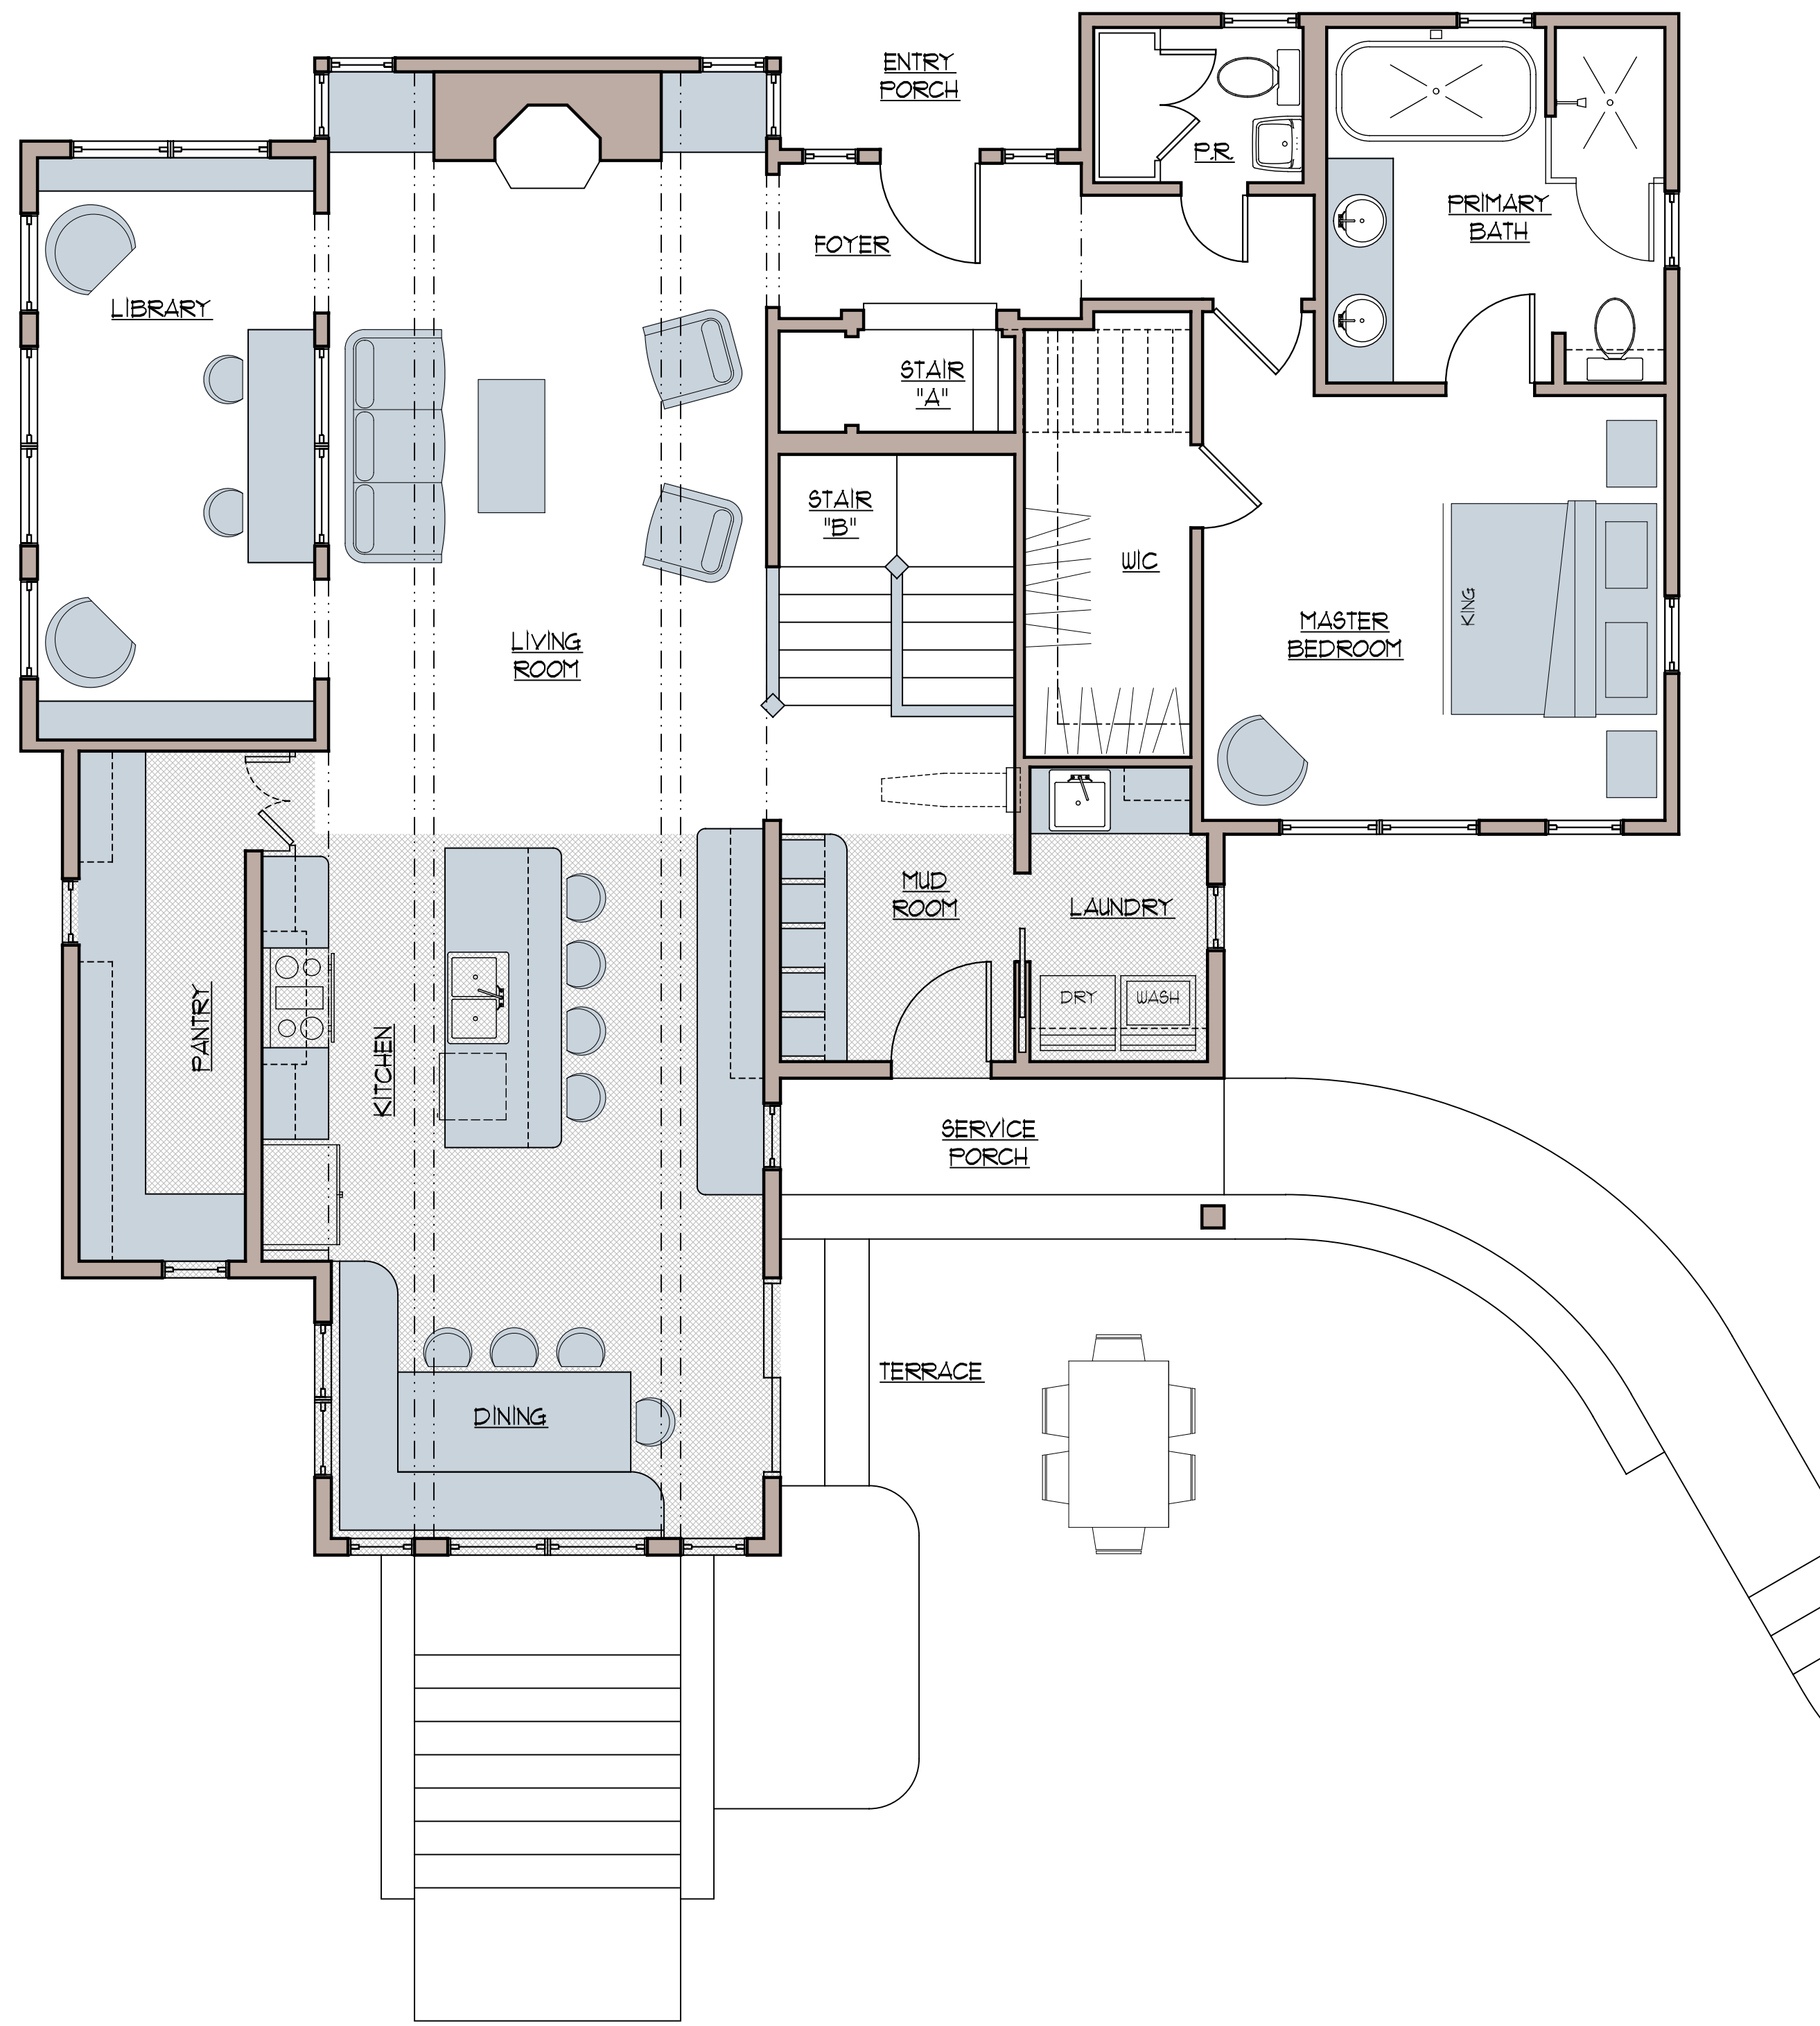 ENTRY
PORCH
P.R.
PRIMARY
BATH
FOYER
LIBRARY
STAIR
"A"
STAIR
"B"
WIC
KING
MASTER
BEDROOM
LIVING
ROOM
MUD
ROOM
LAUNDRY
DRY
WASH
PANTRY
KITCHEN
SERVICE
PORCH
TERRACE
DINING